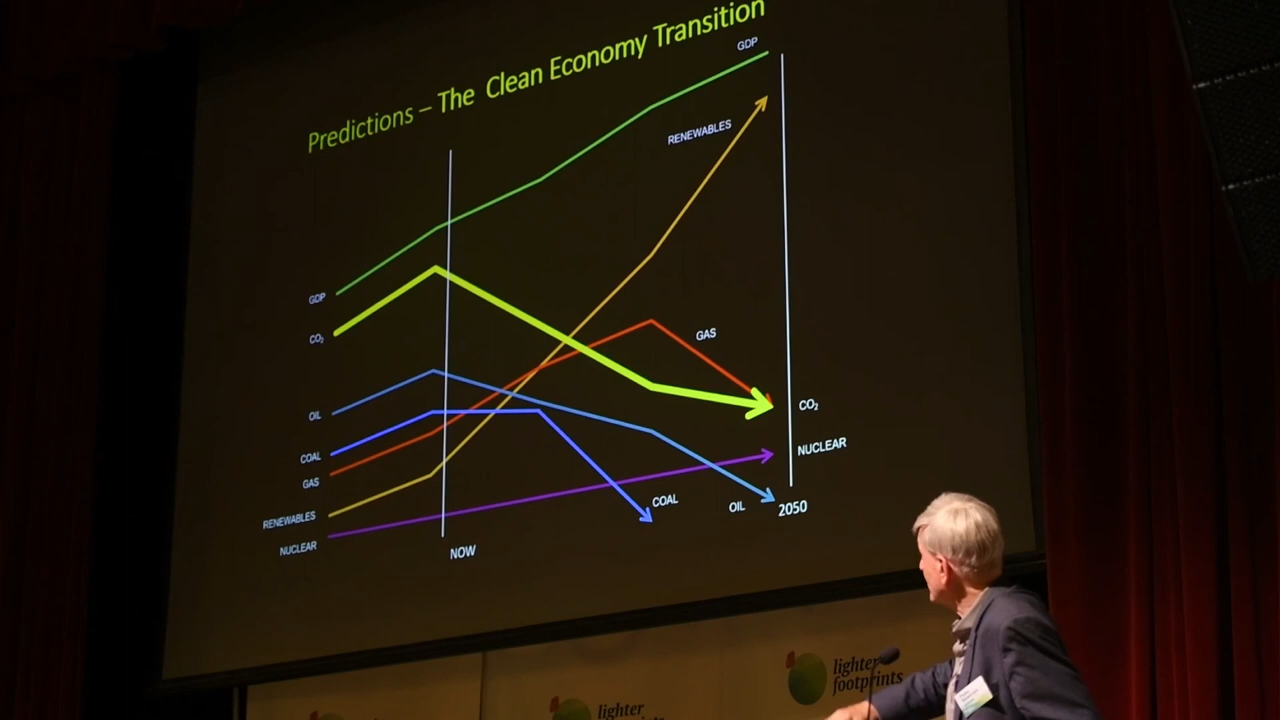 Predictions – The Clean Economy Transition
GDP
RENEWABLES
GDP
CO₂
GAS
OIL
CO₂
COAL
NUCLEAR
GAS
COAL
OIL
2050
RENEWABLES
NUCLEAR
NOW
lighter
footprints
lighter
footprints